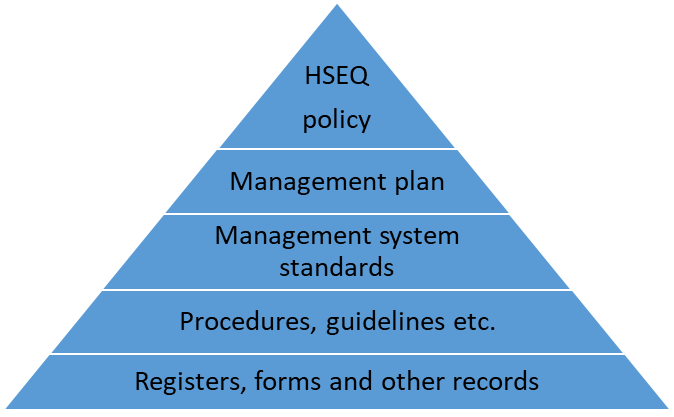 HSEQ
policy
Management plan
Management system
standards
Procedures, guidelines etc.
Registers, forms and other records